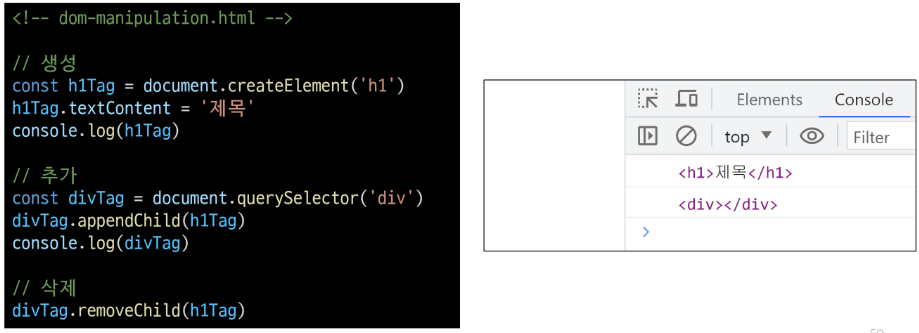 <!-- dom-manipulation.html -->
// 생성
const h1Tag = document.createElement('h1')
h1Tag.textContent = '제목'
console.log(h1Tag)
// 추가
const divTag = document.querySelector('div')
divTag.appendChild(h1Tag)
console.log(divTag)
// 삭제
divTag.removeChild(h1Tag)
Elements Console
top Filter
<h1>제목</h1>
<div></div>
>